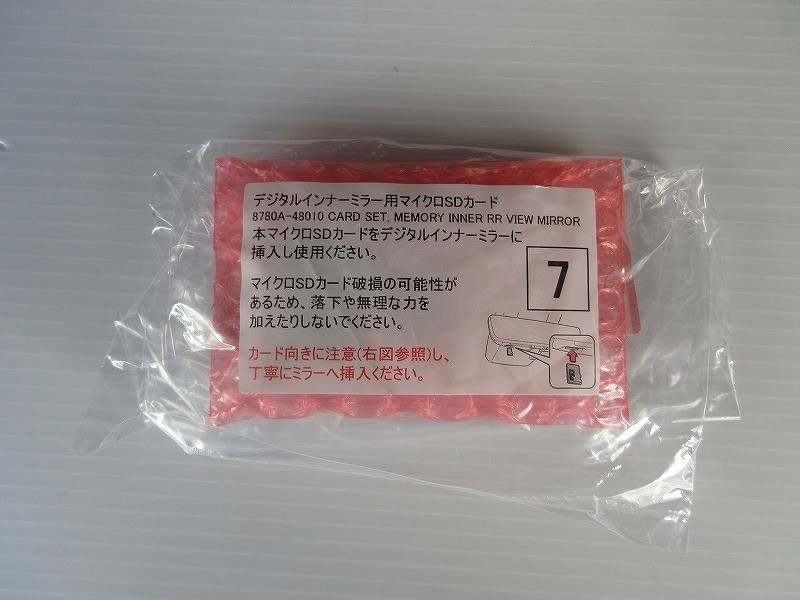 デジタルインナーミラー用マイクロSDカード
8780A-48010 CARD SET, MEMORY INNER RR VIEW MIRROR
本マイクロSDカードをデジタルインナーミラーに
挿入し使用ください。
7
マイクロSDカード破損の可能性が
あるため、落下や無理な力を
加えたりしないでください。
カード向きに注意(右図参照)し、
丁寧にミラーへ挿入ください。